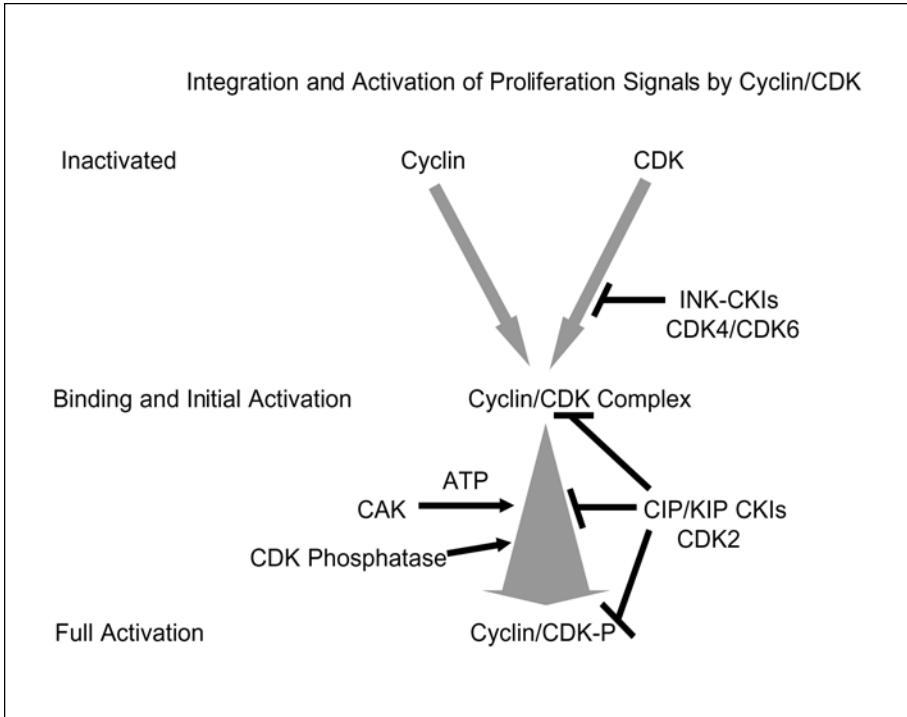 Integration and Activation of Proliferation Signals by Cyclin/CDK
Inactivated
Cyclin
CDK
INK-CKIs
CDK4/CDK6
Binding and Initial Activation
Cyclin/CDK Complex
ATP
CAK
CIP/KIP CKIs
CDK2
CDK Phosphatase
Full Activation
Cyclin/CDK-P